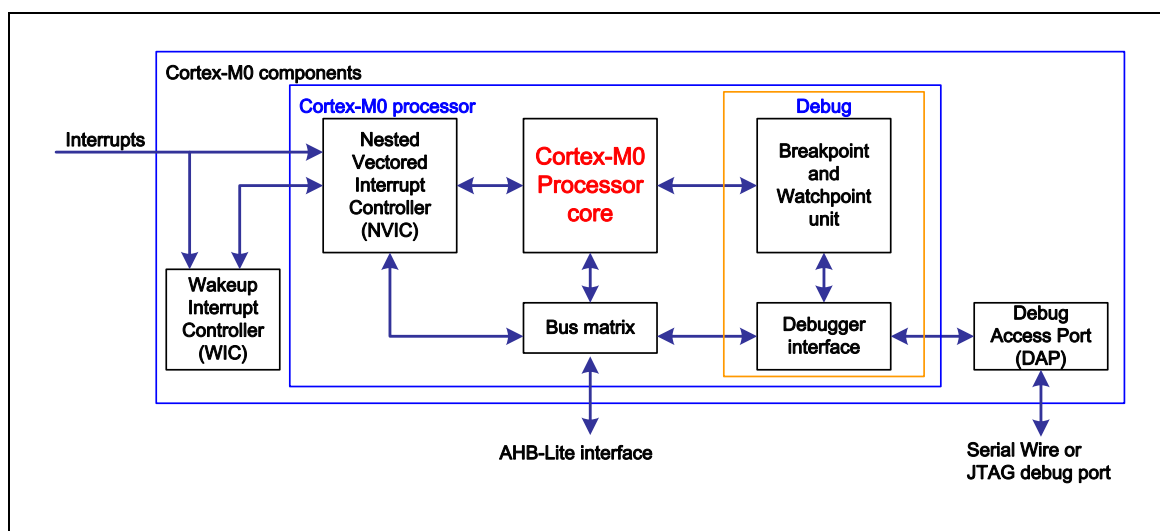 Cortex-M0 components
Cortex-M0 processor
Debug
Interrupts
Nested
Vectored
Interrupt
Controller
(NVIC)
Cortex-M0
Processor
core
Breakpoint
and
Watchpoint
unit
Wakeup
Interrupt
Controller
(WIC)
Bus matrix
Debugger
interface
Debug
Access Port
(DAP)
AHB-Lite interface
Serial Wire or
JTAG debug port